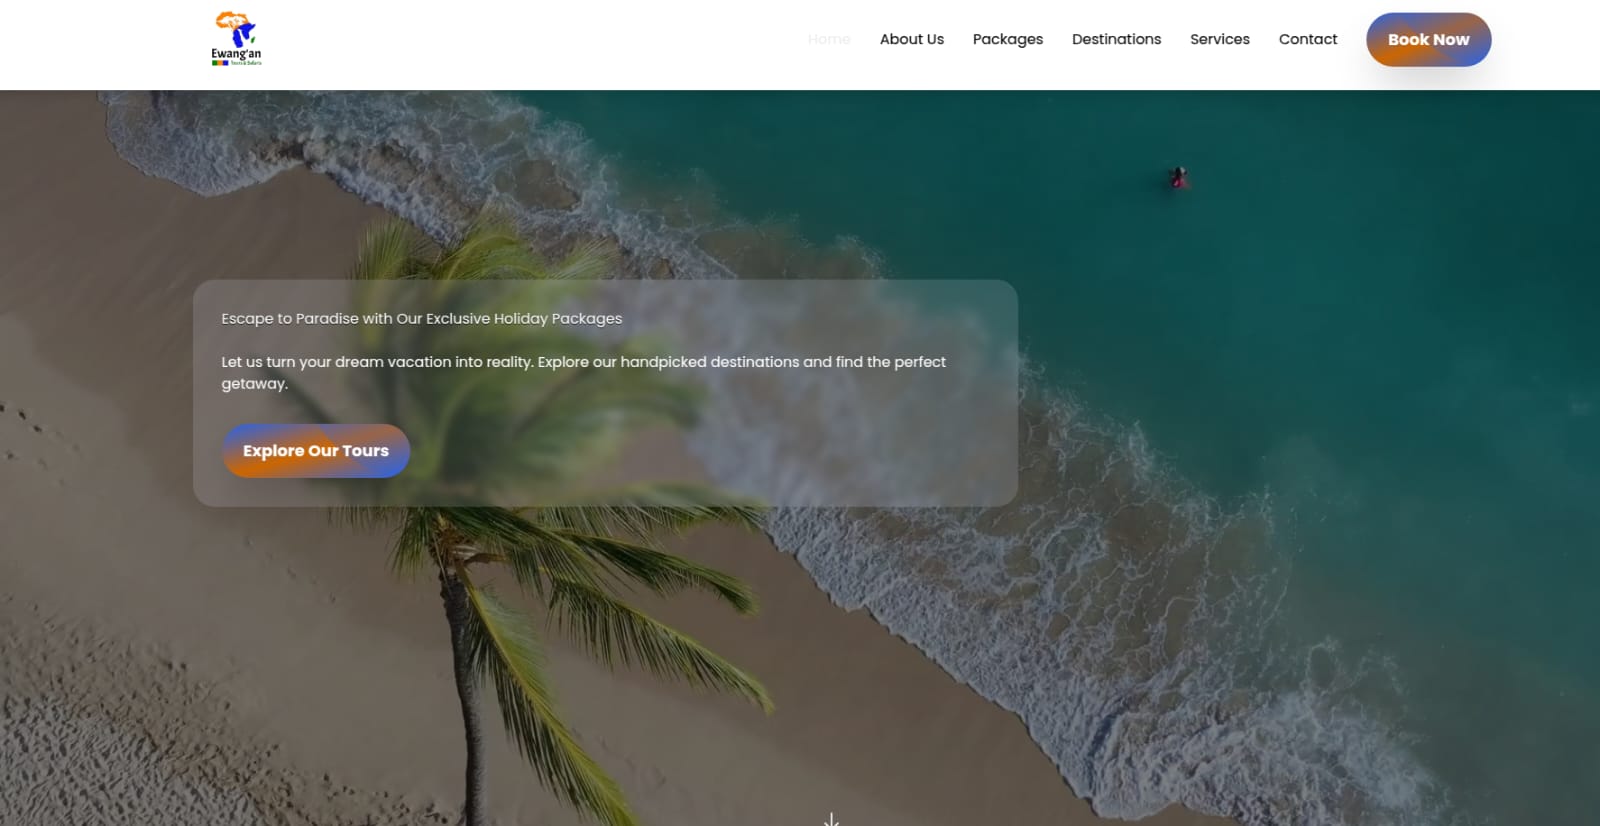 Ewang'an
Tours & Safaris
Home
About Us
Packages
Destinations
Services
Contact
Book Now
Escape to Paradise with Our Exclusive Holiday Packages
Let us turn your dream vacation into reality. Explore our handpicked destinations and find the perfect
getaway.
Explore Our Tours